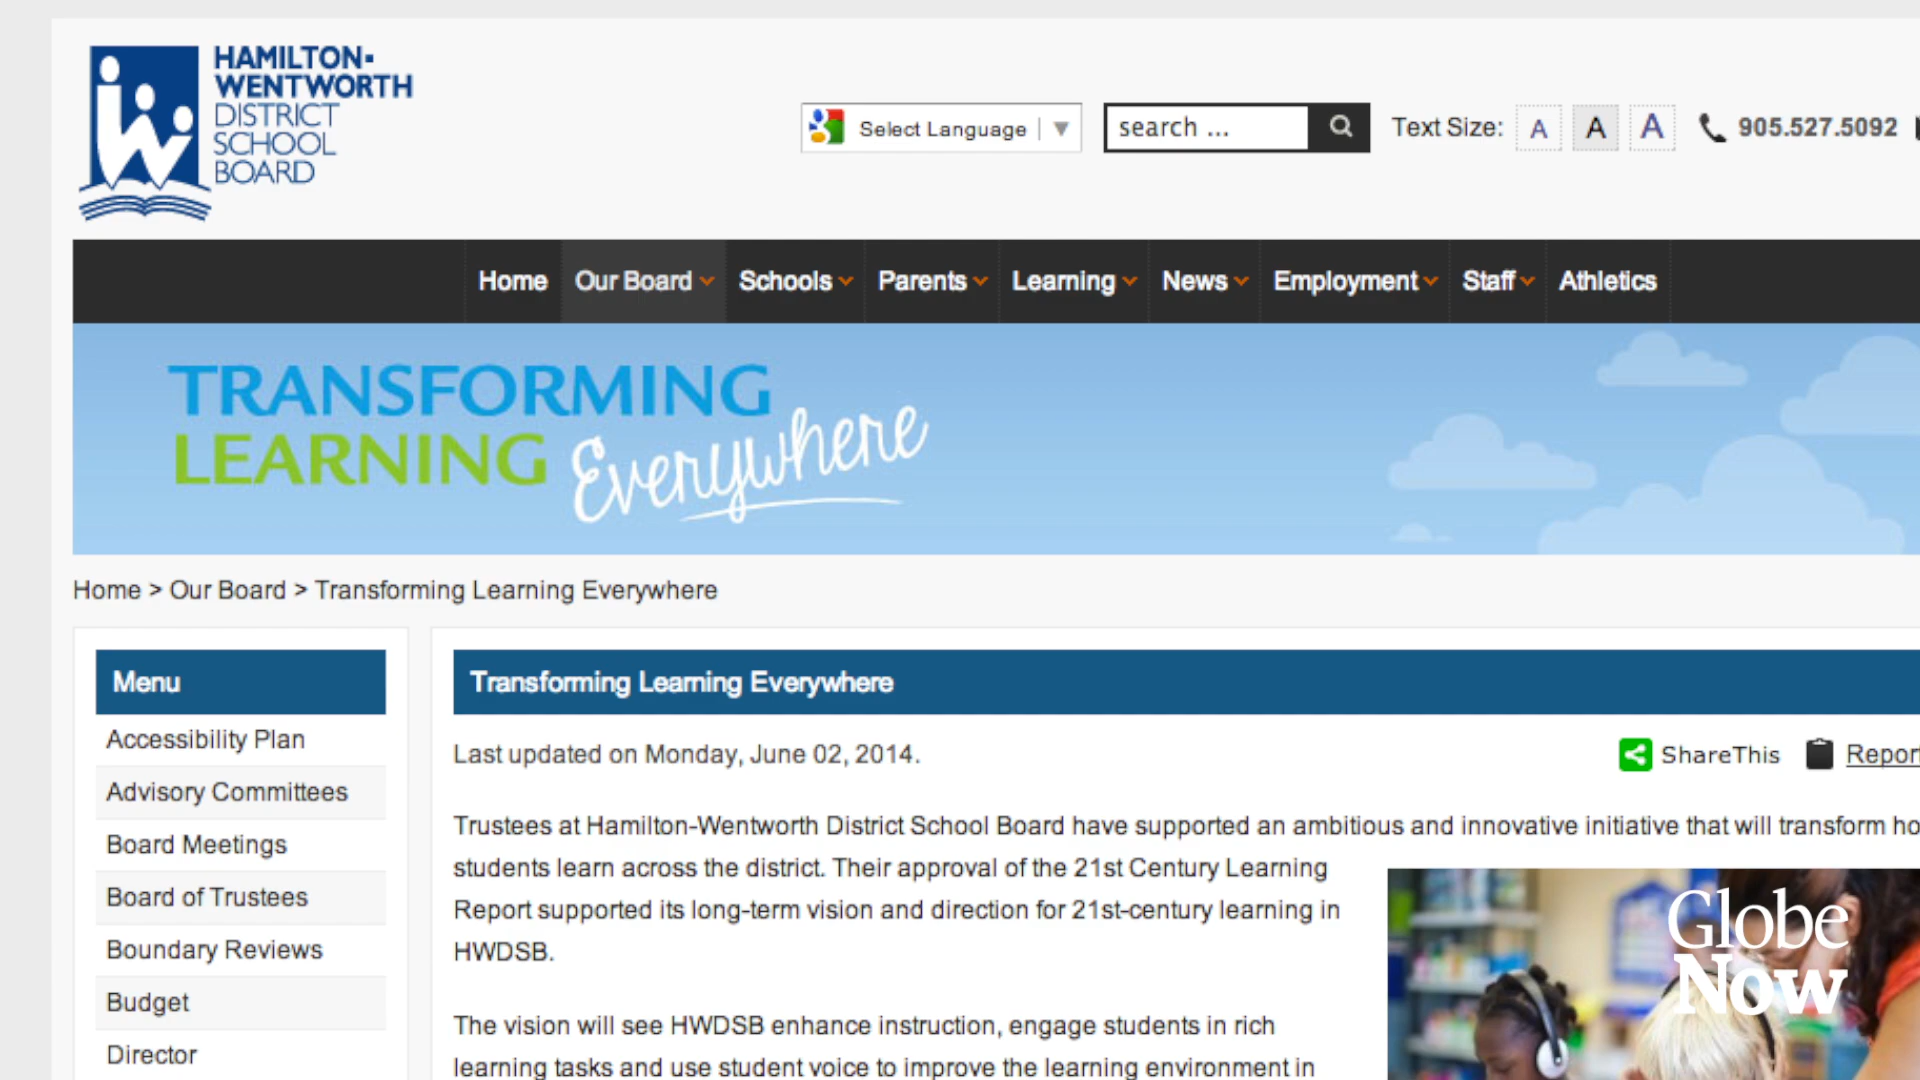 HAMILTON-
WENTWORTH
DISTRICT
SCHOOL
BOARD
Select Language
search ...
Text Size: A A A
905.527.5092
Home Our Board Schools Parents Learning News Employment Staff Athletics
TRANSFORMING
LEARNING Everywhere
Home > Our Board > Transforming Learning Everywhere
Menu
Accessibility Plan
Advisory Committees
Board Meetings
Board of Trustees
Boundary Reviews
Budget
Director
Transforming Learning Everywhere
Last updated on Monday, June 02, 2014.
ShareThis Report
Trustees at Hamilton-Wentworth District School Board have supported an ambitious and innovative initiative that will transform ho
students learn across the district. Their approval of the 21st Century Learning
Report supported its long-term vision and direction for 21st-century learning in
HWDSB.
The vision will see HWDSB enhance instruction, engage students in rich
learning tasks and use student voice to improve the learning environment in
Globe
Now